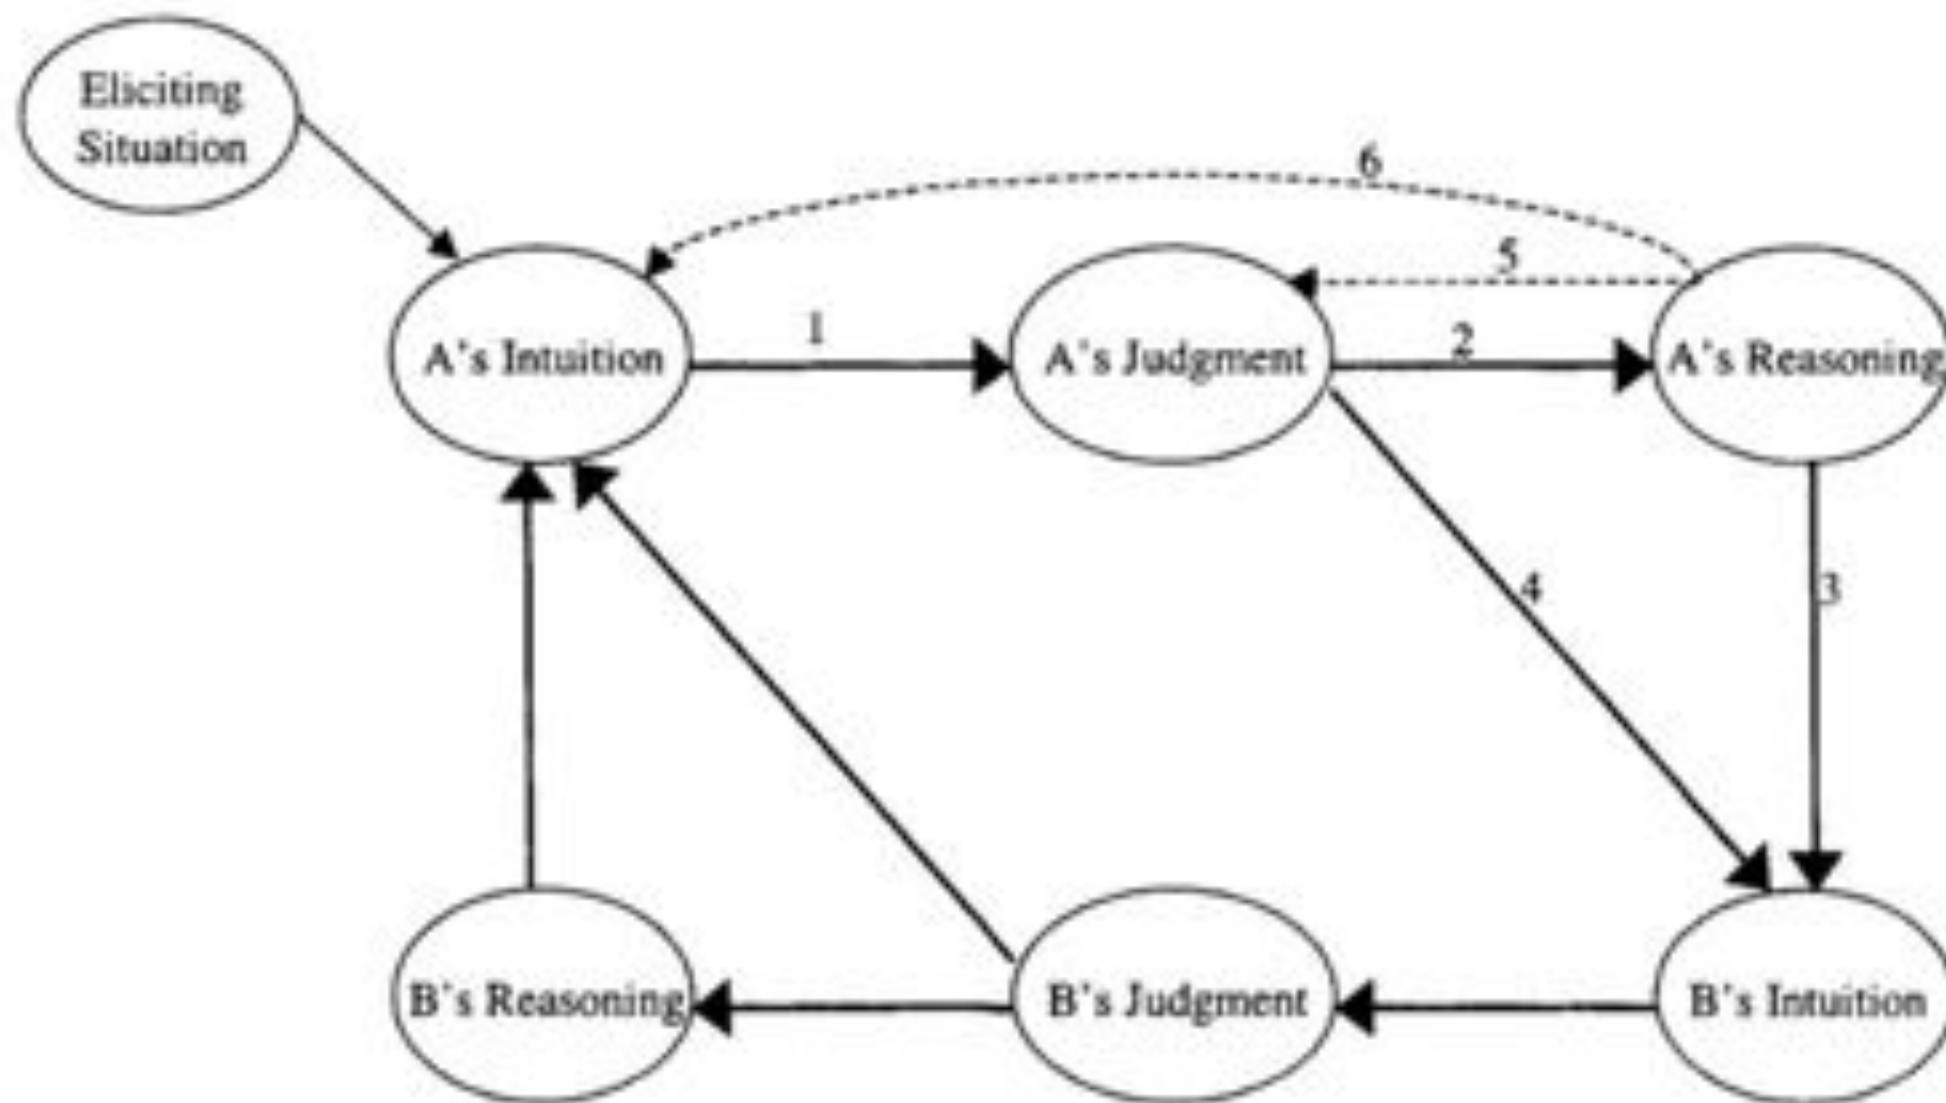 Eliciting
Situation
6
5
1
2
A's Intuition
A's Judgment
A's Reasoning
4
3
B's Reasoning
B's Judgment
B's Intuition